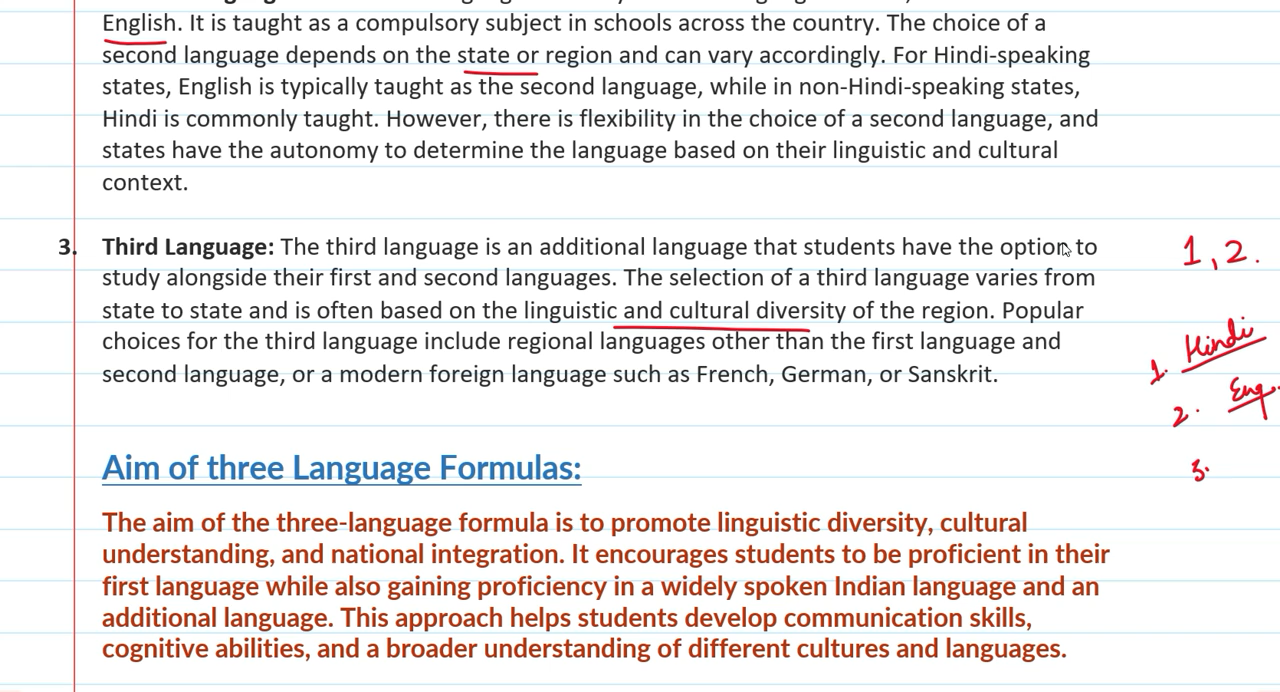 English. It is taught as a compulsory subject in schools across the country. The choice of a
second language depends on the state or region and can vary accordingly. For Hindi-speaking
states, English is typically taught as the second language, while in non-Hindi-speaking states,
Hindi is commonly taught. However, there is flexibility in the choice of a second language, and
states have the autonomy to determine the language based on their linguistic and cultural
context.
3. Third Language: The third language is an additional language that students have the option to
study alongside their first and second languages. The selection of a third language varies from
state to state and is often based on the linguistic and cultural diversity of the region. Popular
choices for the third language include regional languages other than the first language and
second language, or a modern foreign language such as French, German, or Sanskrit.
1, 2.
1. Hindi
2. Eng.
3.
Aim of three Language Formulas:
The aim of the three-language formula is to promote linguistic diversity, cultural
understanding, and national integration. It encourages students to be proficient in their
first language while also gaining proficiency in a widely spoken Indian language and an
additional language. This approach helps students develop communication skills,
cognitive abilities, and a broader understanding of different cultures and languages.